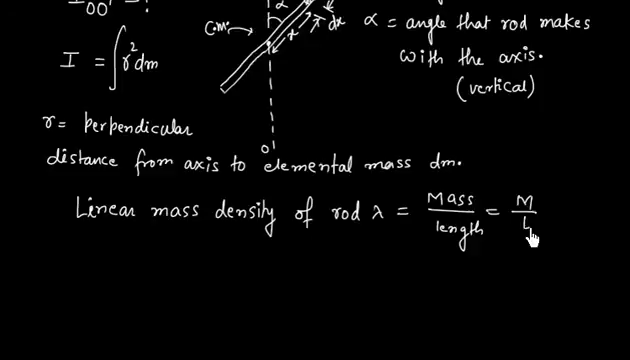 I₀₀' = ?
α
C.M.→
x
dx
α = angle that rod makes
with the axis.
(vertical)
I = ∫ r² dm
r = perpendicular
O'
distance from axis to elemental mass dm.
Linear mass density of rod λ = Mass / length = M / L